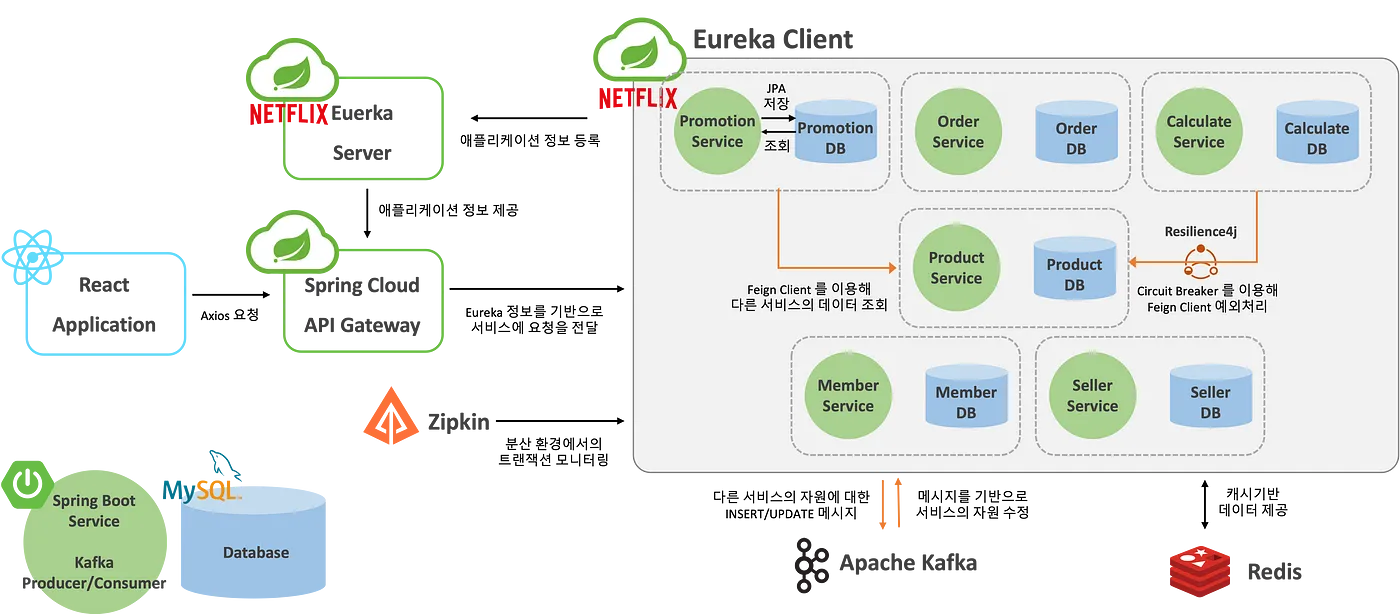 Eureka Client
NETFLIX
Euerka
Server
NETFLIX
애플리케이션 정보 등록
애플리케이션 정보 제공
React
Application
Axios 요청
Spring Cloud
API Gateway
Eureka 정보를 기반으로
서비스에 요청을 전달
Zipkin
분산 환경에서의
트랜잭션 모니터링
Promotion
Service
JPA
저장
조회
Promotion
DB
Order
Service
Order
DB
Calculate
Service
Calculate
DB
Feign Client 를 이용해
다른 서비스의 데이터 조회
Product
Service
Product
DB
Resilience4j
Circuit Breaker 를 이용해
Feign Client 예외처리
Member
Service
Member
DB
Seller
Service
Seller
DB
Spring Boot
Service
Kafka
Producer/Consumer
MySQL
Database
다른 서비스의 자원에 대한
INSERT/UPDATE 메시지
메시지를 기반으로
서비스의 자원 수정
캐시기반
데이터 제공
Apache Kafka
Redis